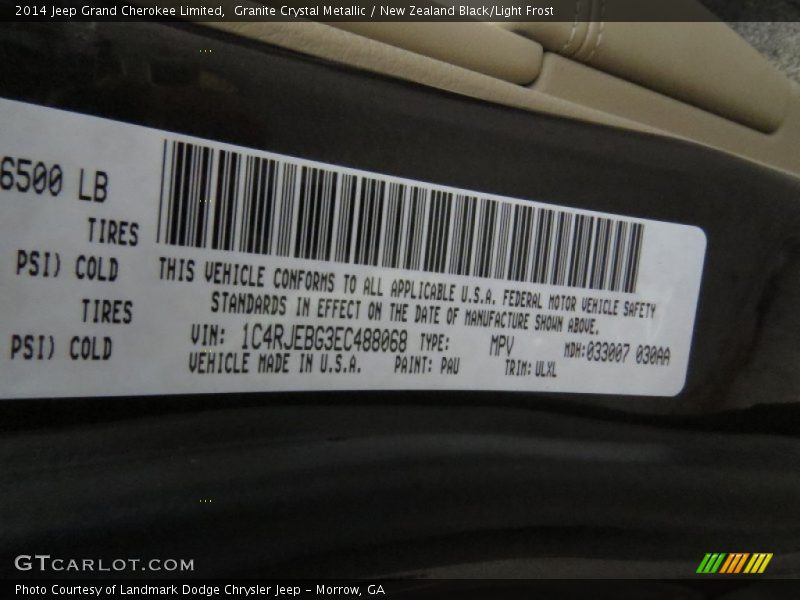 2014 Jeep Grand Cherokee Limited,  Granite Crystal Metallic / New Zealand Black/Light Frost
6500 LB
TIRES
PSI) COLD
TIRES
PSI) COLD
THIS VEHICLE CONFORMS TO ALL APPLICABLE U.S.A. FEDERAL MOTOR VEHICLE SAFETY
STANDARDS IN EFFECT ON THE DATE OF MANUFACTURE SHOWN ABOVE.
VIN: 1C4RJEBG3EC488068 TYPE: MPV MDH:033007 030AA
VEHICLE MADE IN U.S.A. PAINT: PAU TRIM: ULXL
GTCARLOT.COM
Photo Courtesy of Landmark Dodge Chrysler Jeep - Morrow, GA